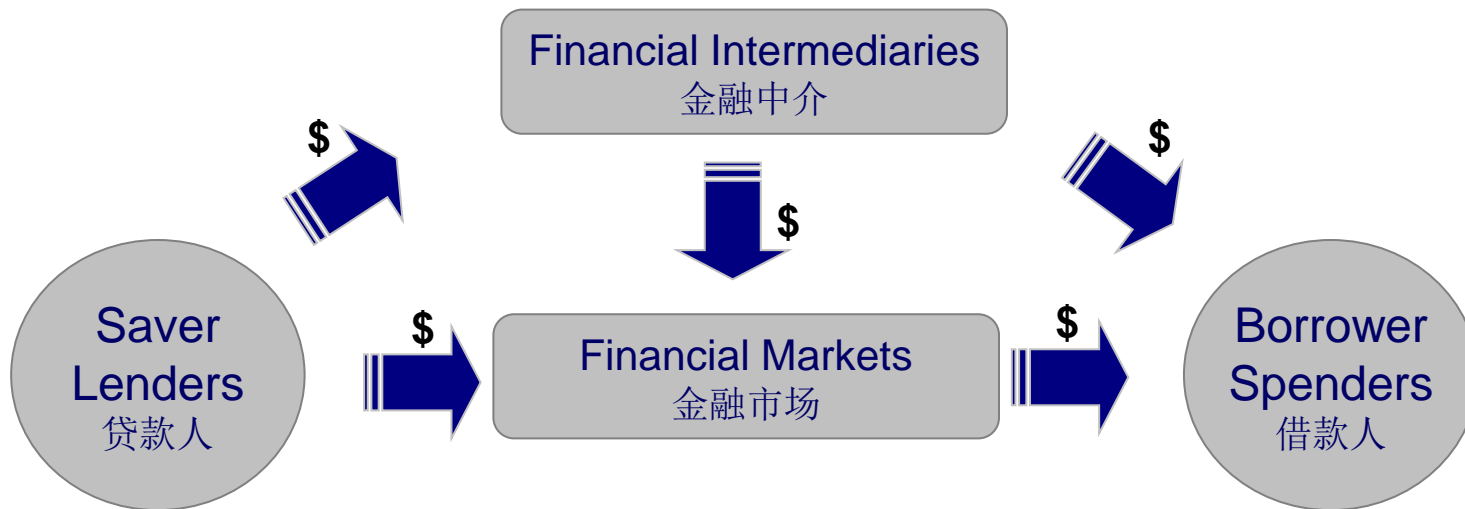 Financial Intermediaries
金融中介
$
$
$
Saver
Lenders
贷款人
$
Financial Markets
金融市场
$
Borrower
Spenders
借款人